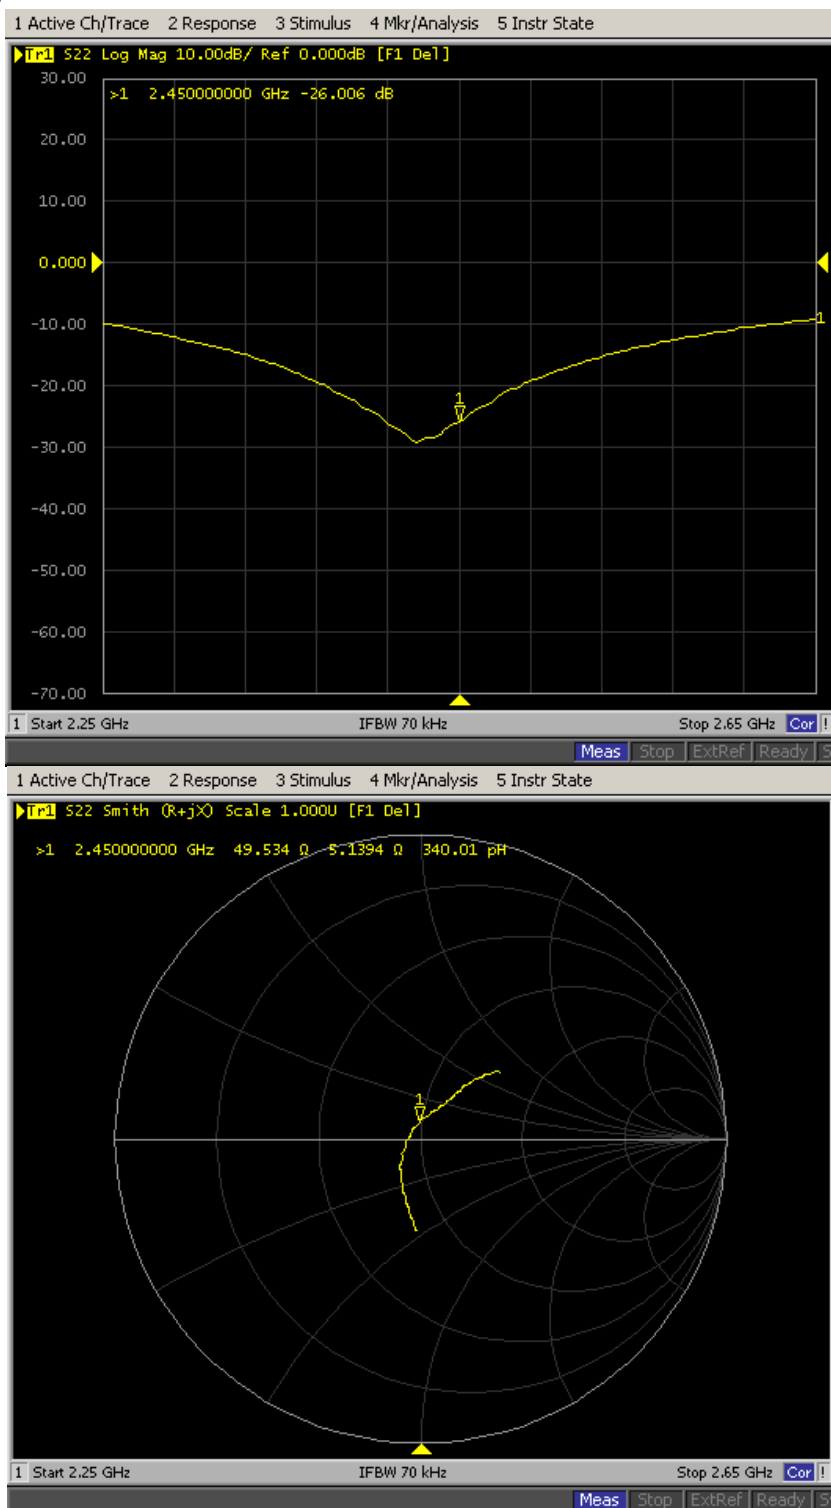 1 Active Ch/Trace 2 Response 3 Stimulus 4 Mkr/Analysis 5 Instr State
Tr1 S22 Log Mag 10.00dB/ Ref 0.000dB [F1 Del]
30.00
>1 2.450000000 GHz -26.006 dB
20.00
10.00
0.000
-10.00
1
-20.00
1
-30.00
-40.00
-50.00
-60.00
-70.00
1 Start 2.25 GHz IFBW 70 kHz Stop 2.65 GHz Cor !
Meas Stop ExtRef Ready S
1 Active Ch/Trace 2 Response 3 Stimulus 4 Mkr/Analysis 5 Instr State
Tr1 S22 Smith (R+jX) Scale 1.000U [F1 Del]
>1 2.450000000 GHz 49.534 Ω 5.1394 Ω 340.01 pH
1
1 Start 2.25 GHz IFBW 70 kHz Stop 2.65 GHz Cor !
Meas Stop ExtRef Ready S